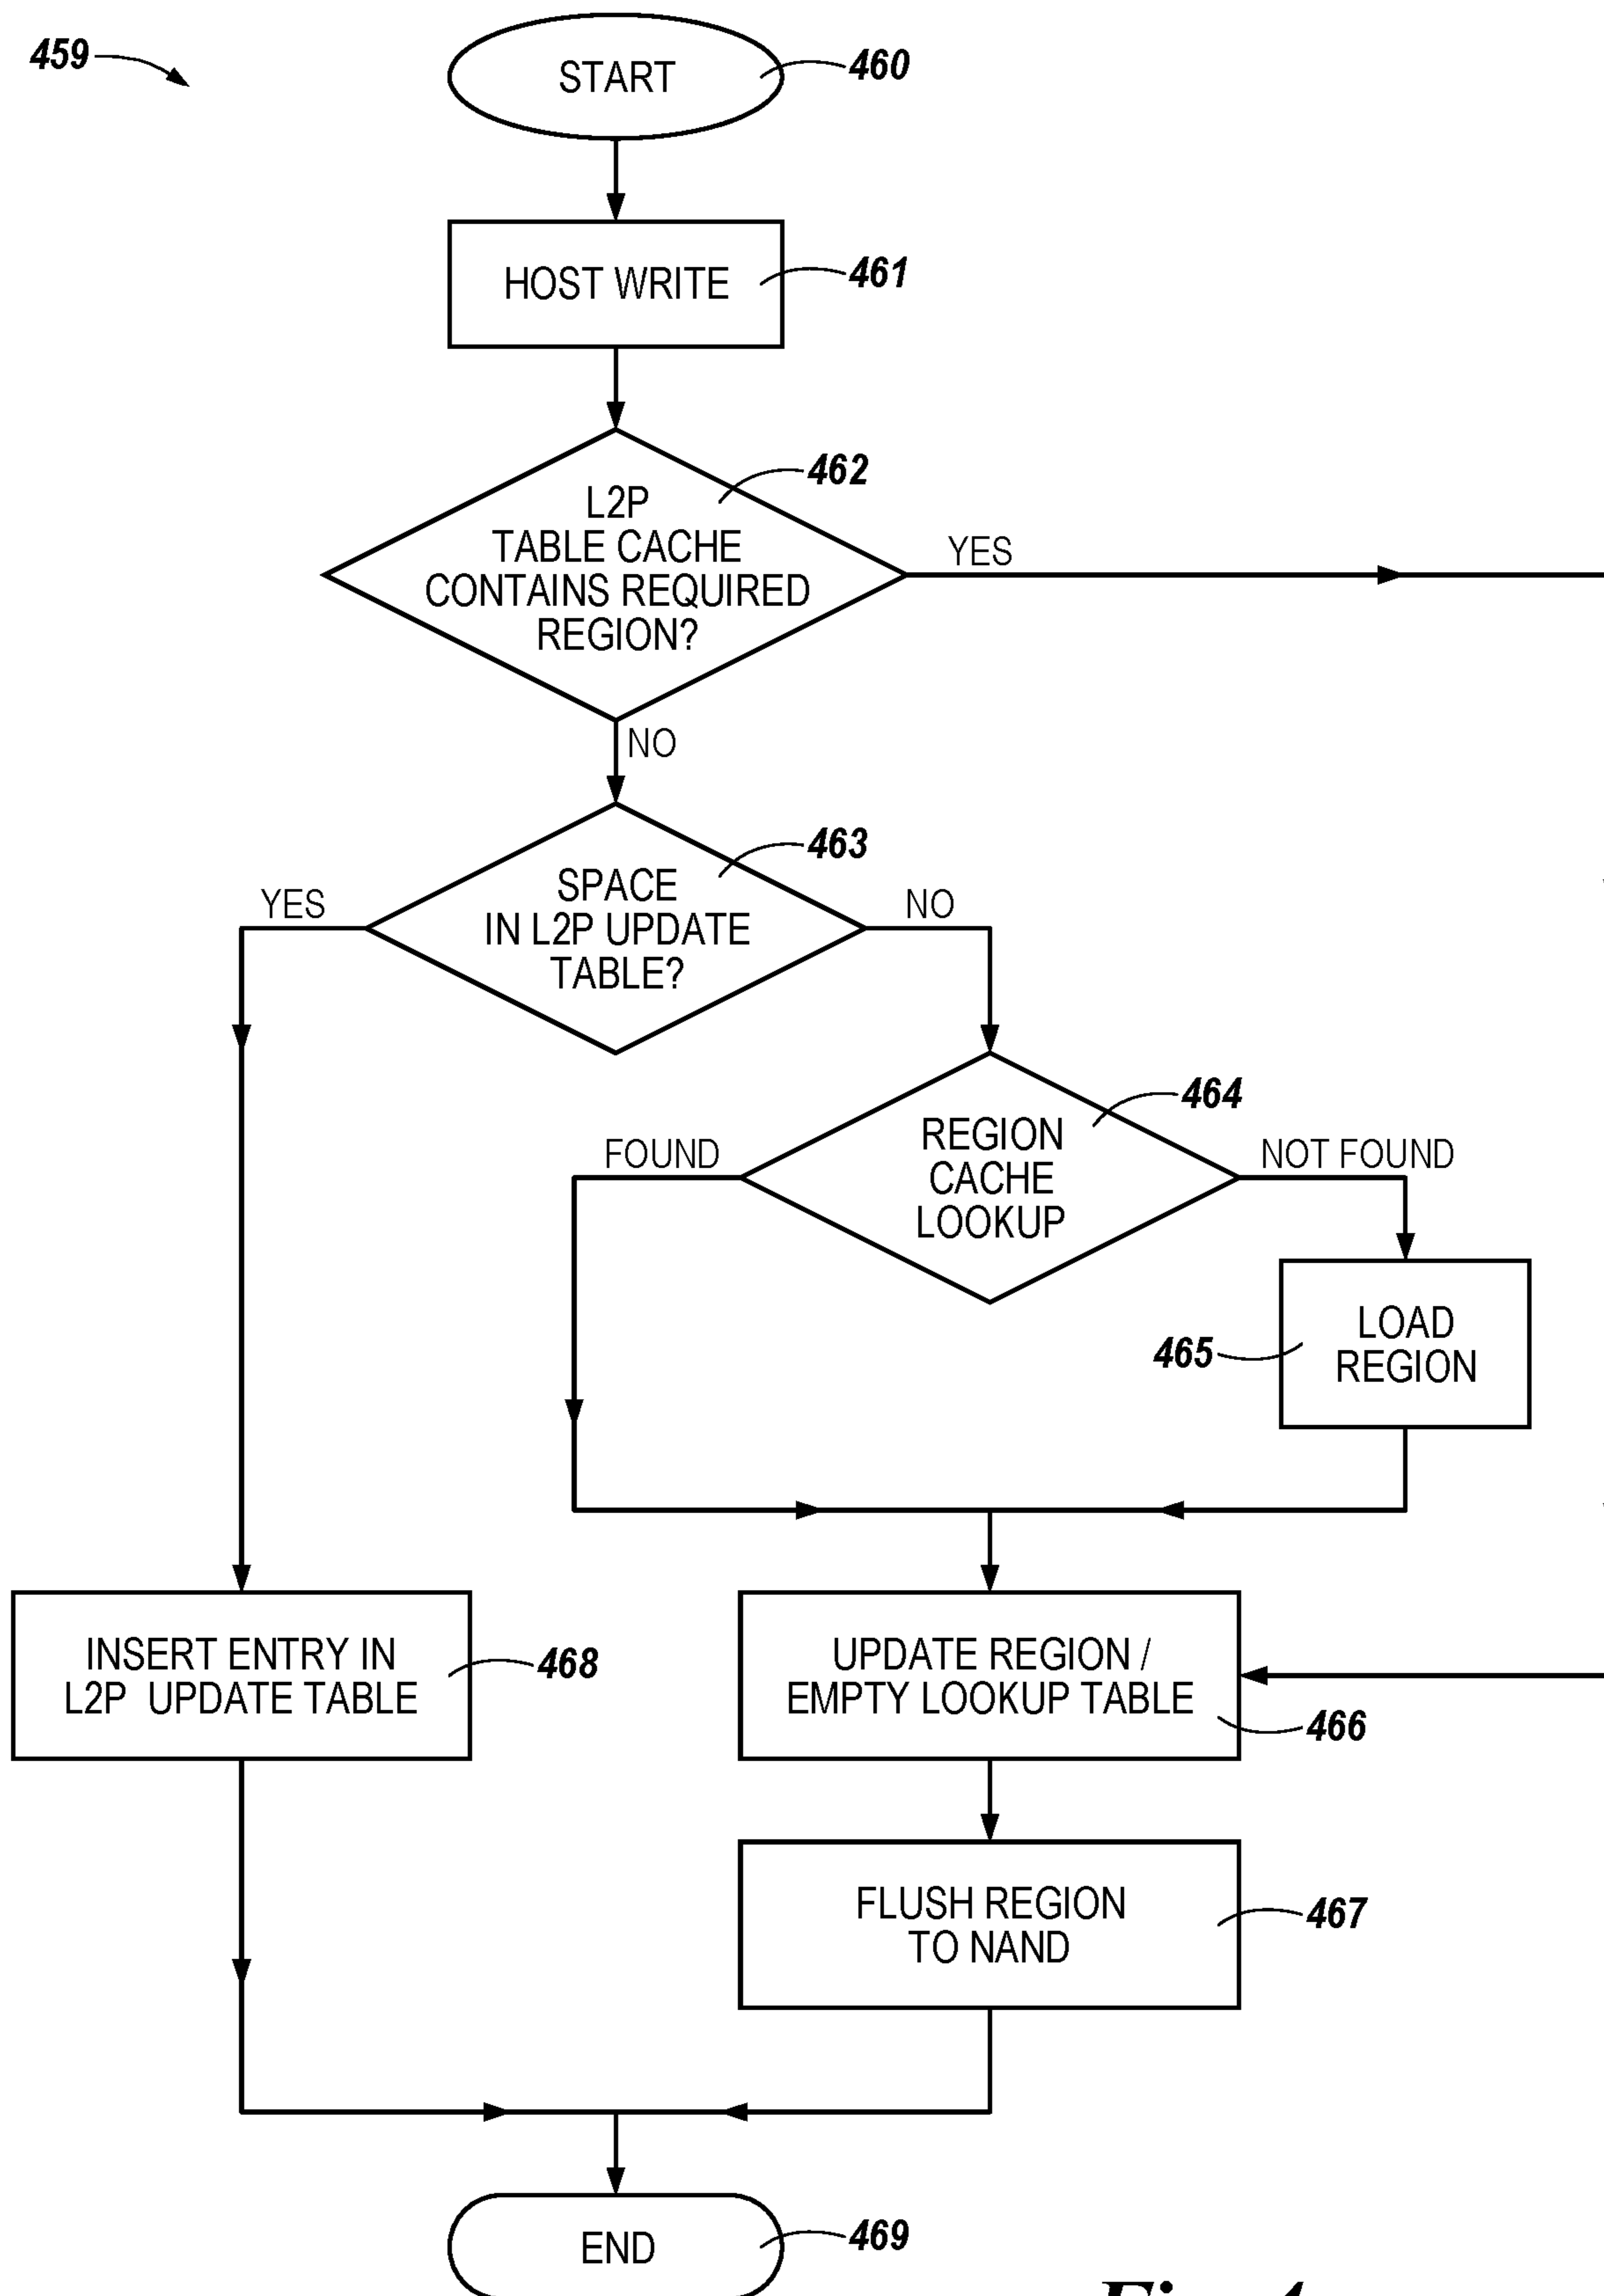 459
START
460
HOST WRITE
461
462
L2P
TABLE CACHE
CONTAINS REQUIRED
REGION?
YES
NO
463
SPACE
IN L2P UPDATE
TABLE?
YES
NO
464
REGION
CACHE
LOOKUP
FOUND
NOT FOUND
LOAD
REGION
465
INSERT ENTRY IN
L2P UPDATE TABLE
468
UPDATE REGION /
EMPTY LOOKUP TABLE
466
FLUSH REGION
TO NAND
467
END
469